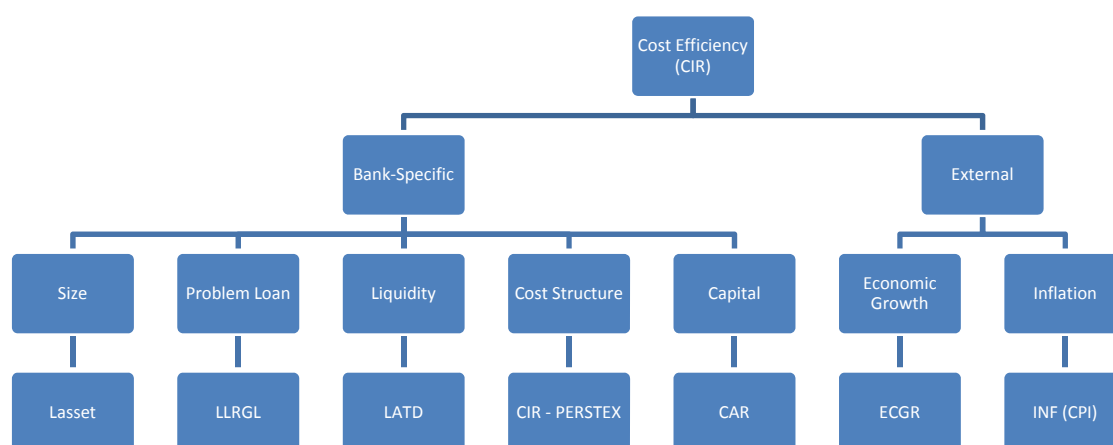 Cost Efficiency
(CIR)
Bank-Specific
External
Size
Problem Loan
Liquidity
Cost Structure
Capital
Economic
Growth
Inflation
Lasset
LLRGL
LATD
CIR - PERSTEX
CAR
ECGR
INF (CPI)